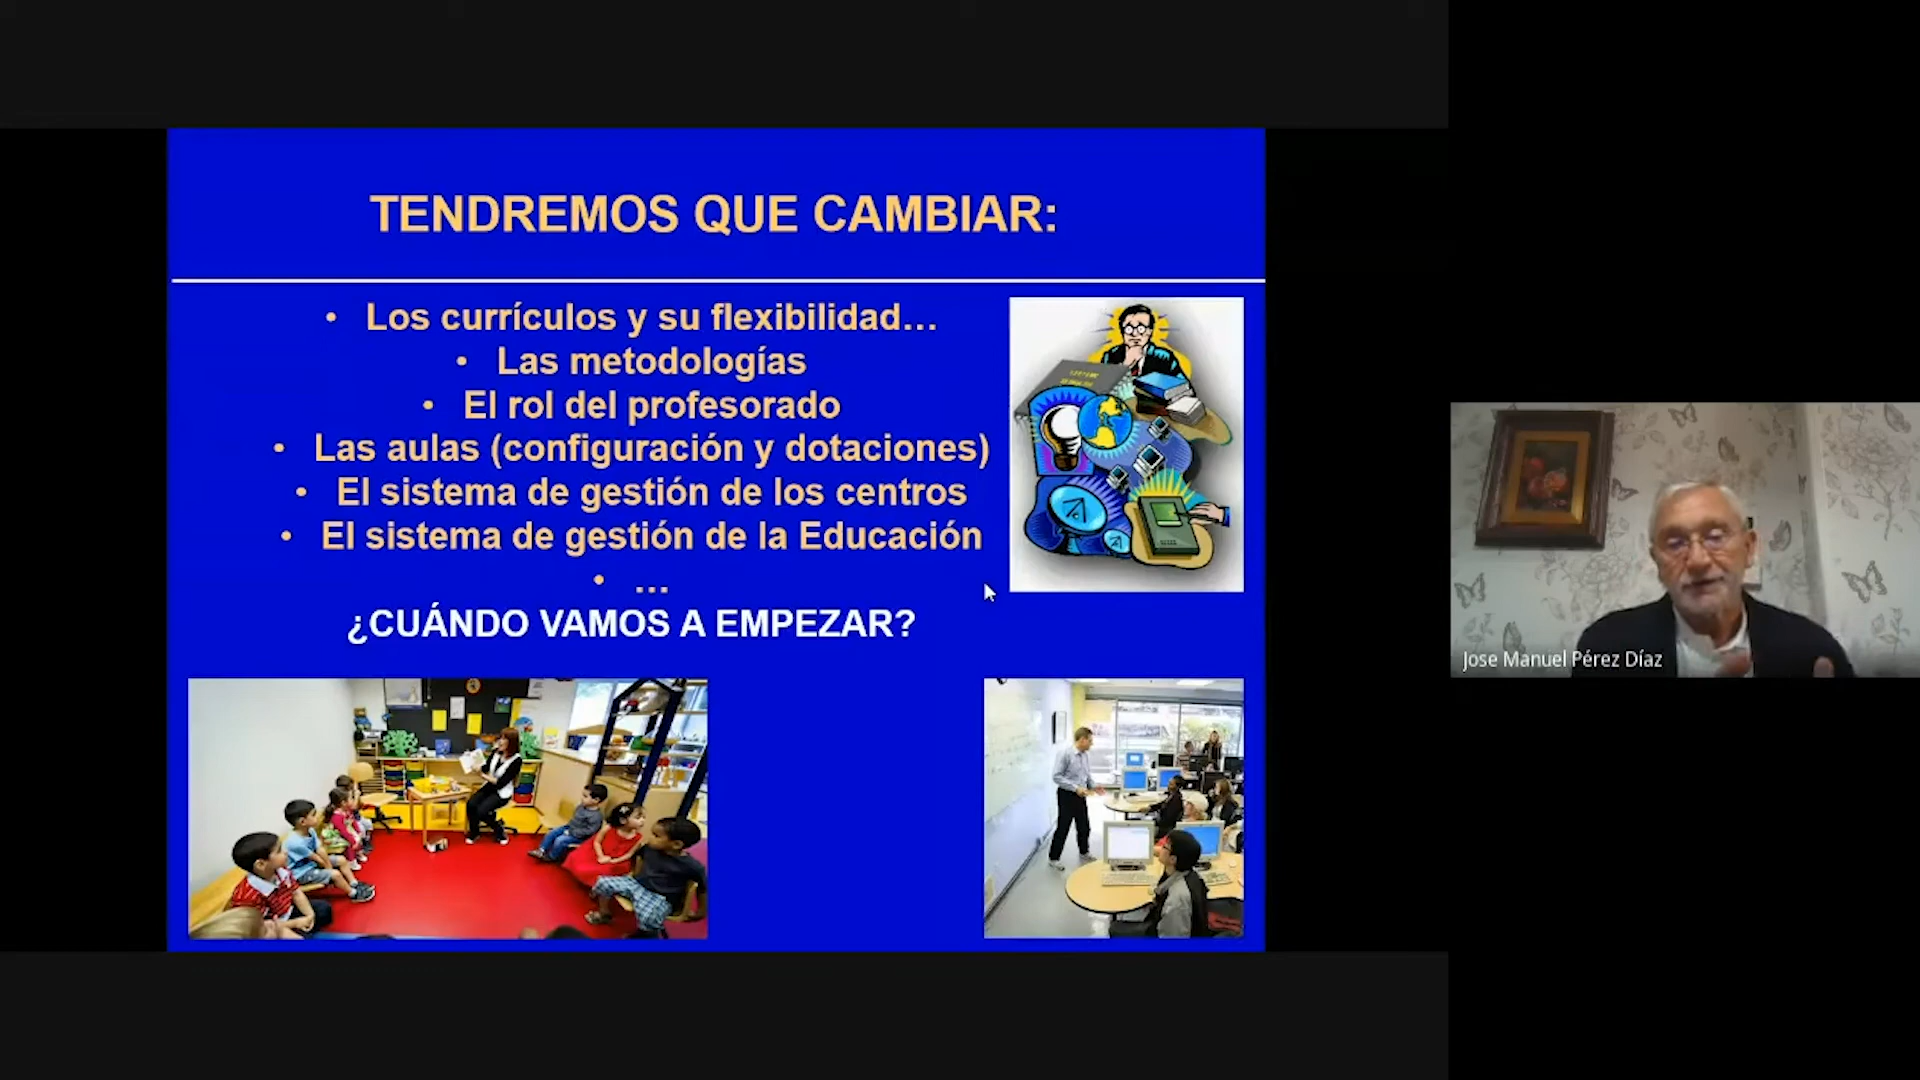 TENDREMOS QUE CAMBIAR:
• Los currículos y su flexibilidad…
• Las metodologías
• El rol del profesorado
• Las aulas (configuración y dotaciones)
• El sistema de gestión de los centros
• El sistema de gestión de la Educación
• …
¿CUÁNDO VAMOS A EMPEZAR?
Jose Manuel Pérez Díaz